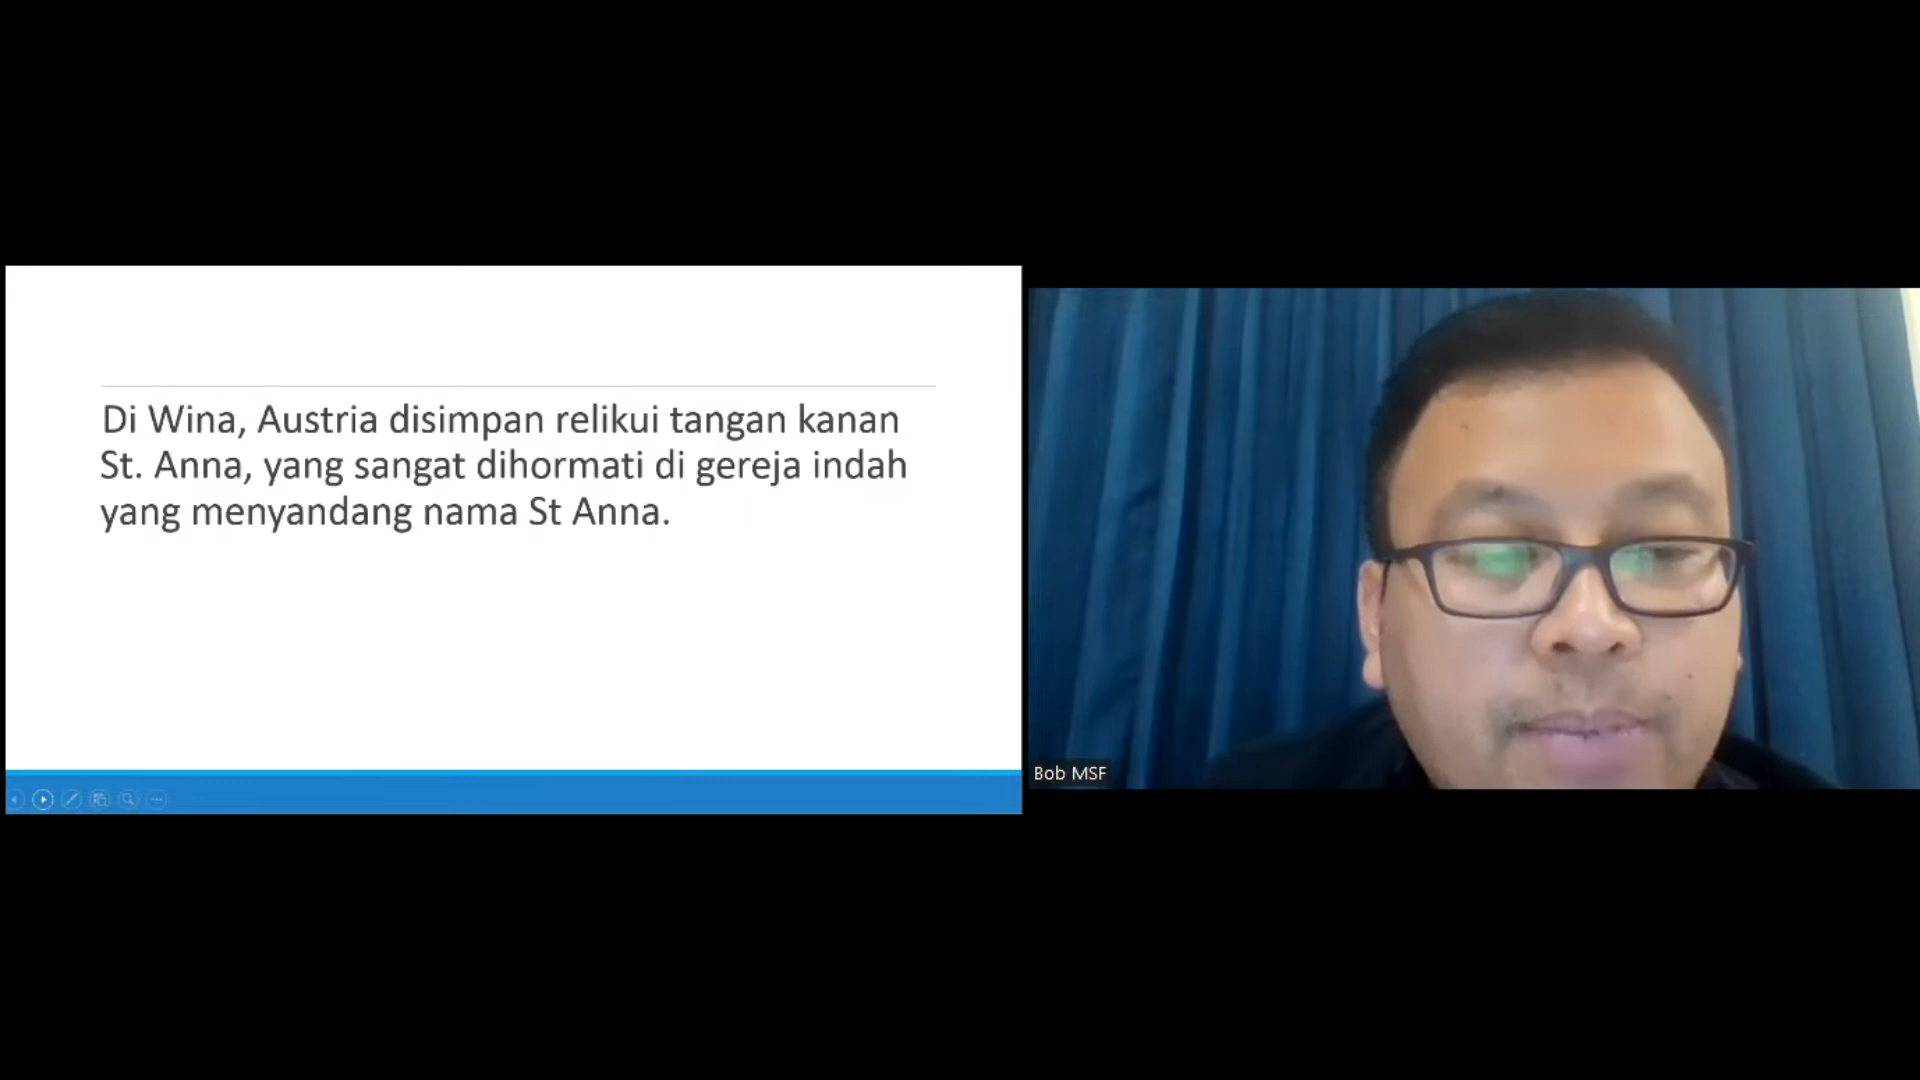 Di Wina, Austria disimpan relikui tangan kanan
St. Anna, yang sangat dihormati di gereja indah
yang menyandang nama St Anna.
Bob MSF